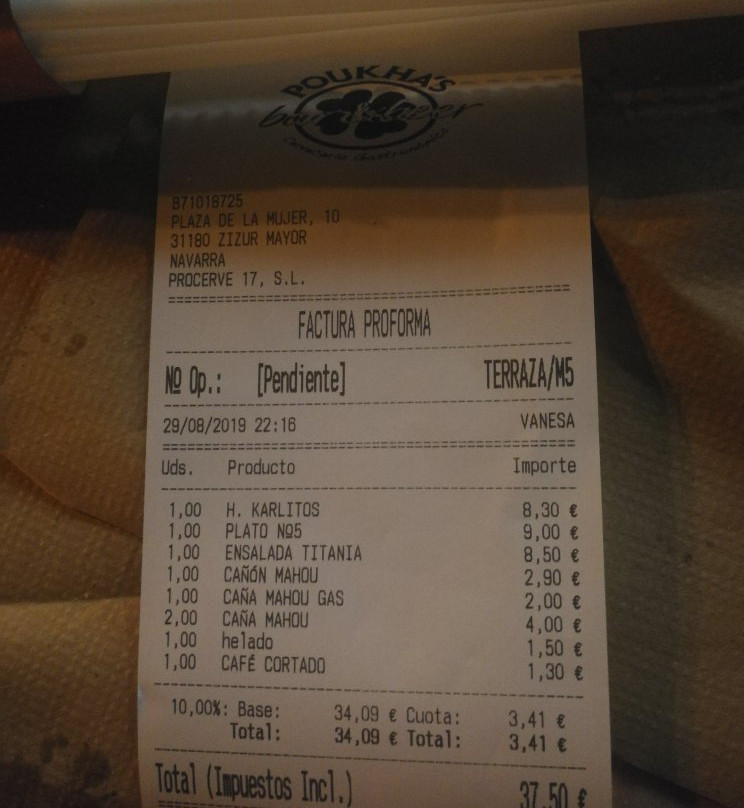 POUKHA'S
B71018725
PLAZA DE LA MUJER, 10
31180 ZIZUR MAYOR
NAVARRA
PROCERVE 17, S.L.
FACTURA PROFORMA
Nº Op.: [Pendiente] TERRAZA/M5
29/08/2019 22:16 VANESA
Uds. Producto Importe
1,00 H. KARLITOS 8,30 €
1,00 PLATO Nº5 9,00 €
1,00 ENSALADA TITANIA 8,50 €
1,00 CAÑÓN MAHOU 2,90 €
1,00 CAÑA MAHOU GAS 2,00 €
2,00 CAÑA MAHOU 4,00 €
1,00 helado 1,50 €
1,00 CAFÉ CORTADO 1,30 €
10,00%: Base: 34,09 € Cuota: 3,41 €
Total: 34,09 € Total: 3,41 €
Total (Impuestos Incl.) 37,50 €